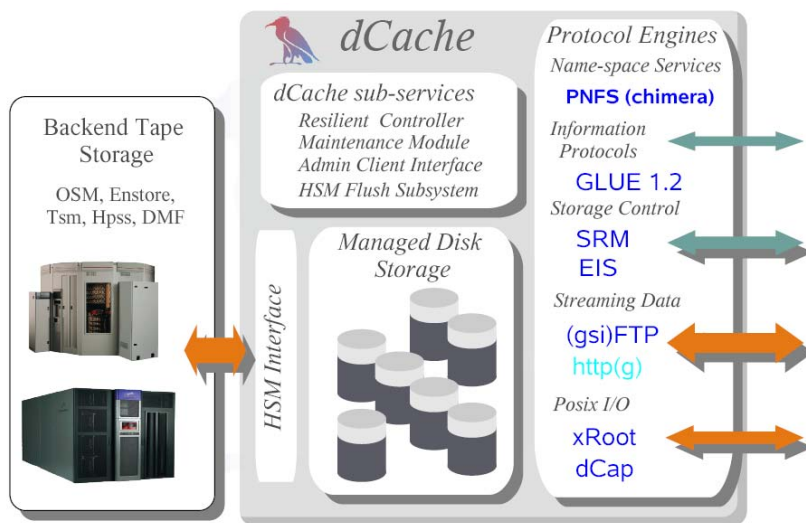 dCache
Backend Tape
Storage
OSM, Enstore,
Tsm, Hpss, DMF
dCache sub-services
Resilient Controller
Maintenance Module
Admin Client Interface
HSM Flush Subsystem
HSM Interface
Managed Disk
Storage
Protocol Engines
Name-space Services
PNFS (chimera)
Information
Protocols
GLUE 1.2
Storage Control
SRM
EIS
Streaming Data
(gsi)FTP
http(g)
Posix I/O
xRoot
dCap